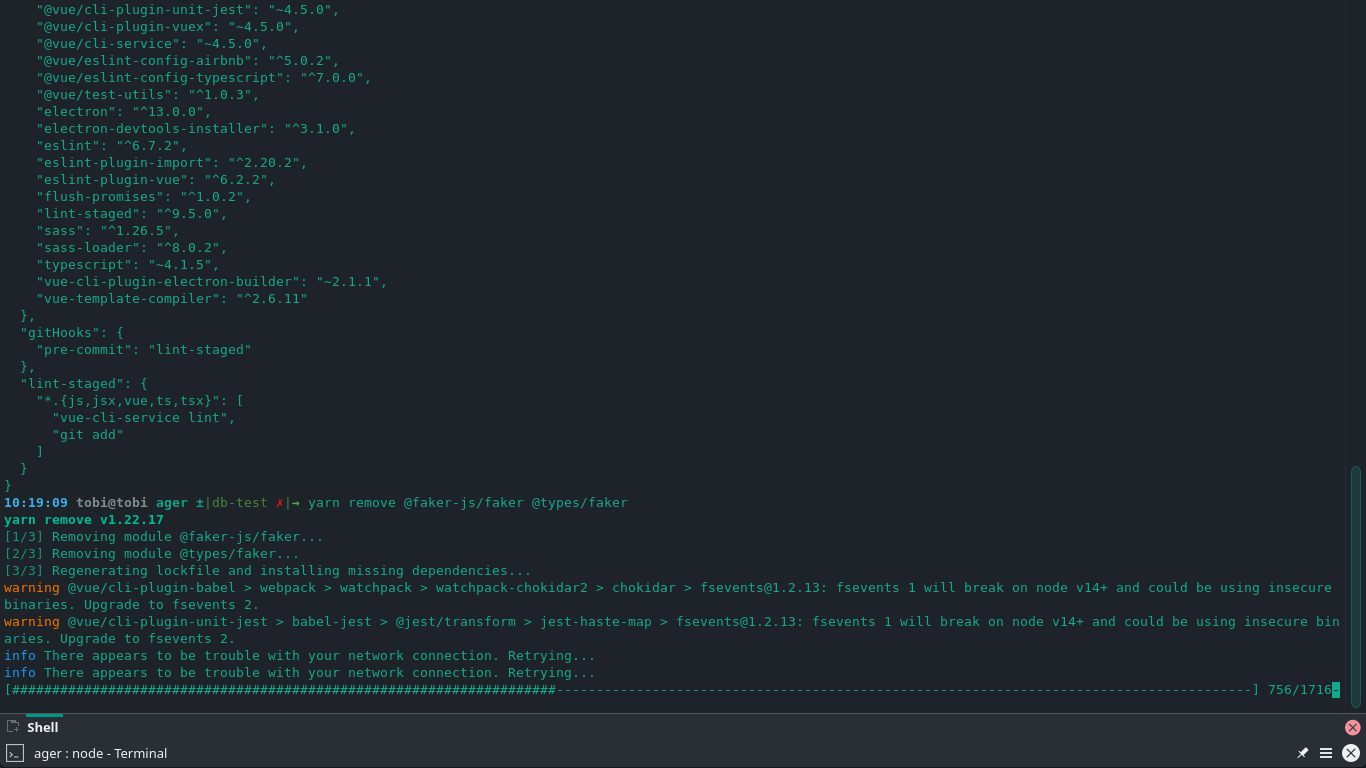 "@vue/cli-plugin-unit-jest": "~4.5.0",
    "@vue/cli-plugin-vuex": "~4.5.0",
    "@vue/cli-service": "~4.5.0",
    "@vue/eslint-config-airbnb": "^5.0.2",
    "@vue/eslint-config-typescript": "^7.0.0",
    "@vue/test-utils": "^1.0.3",
    "electron": "^13.0.0",
    "electron-devtools-installer": "^3.1.0",
    "eslint": "^6.7.2",
    "eslint-plugin-import": "^2.20.2",
    "eslint-plugin-vue": "^6.2.2",
    "flush-promises": "^1.0.2",
    "lint-staged": "^9.5.0",
    "sass": "^1.26.5",
    "sass-loader": "^8.0.2",
    "typescript": "~4.1.5",
    "vue-cli-plugin-electron-builder": "~2.1.1",
    "vue-template-compiler": "^2.6.11"
  },
  "gitHooks": {
    "pre-commit": "lint-staged"
  },
  "lint-staged": {
    "*.{js,jsx,vue,ts,tsx}": [
      "vue-cli-service lint",
      "git add"
    ]
  }
}
10:19:09 tobi@tobi ager ±|db-test ✗|→ yarn remove @faker-js/faker @types/faker
yarn remove v1.22.17
[1/3] Removing module @faker-js/faker...
[2/3] Removing module @types/faker...
[3/3] Regenerating lockfile and installing missing dependencies...
warning @vue/cli-plugin-babel > webpack > watchpack > watchpack-chokidar2 > chokidar > fsevents@1.2.13: fsevents 1 will break on node v14+ and could be using insecure
binaries. Upgrade to fsevents 2.
warning @vue/cli-plugin-unit-jest > babel-jest > @jest/transform > jest-haste-map > fsevents@1.2.13: fsevents 1 will break on node v14+ and could be using insecure bin
aries. Upgrade to fsevents 2.
info There appears to be trouble with your network connection. Retrying...
info There appears to be trouble with your network connection. Retrying...
[####################################################################---------------------------------------------------------------------------------------] 756/1716-
Shell
ager : node - Terminal